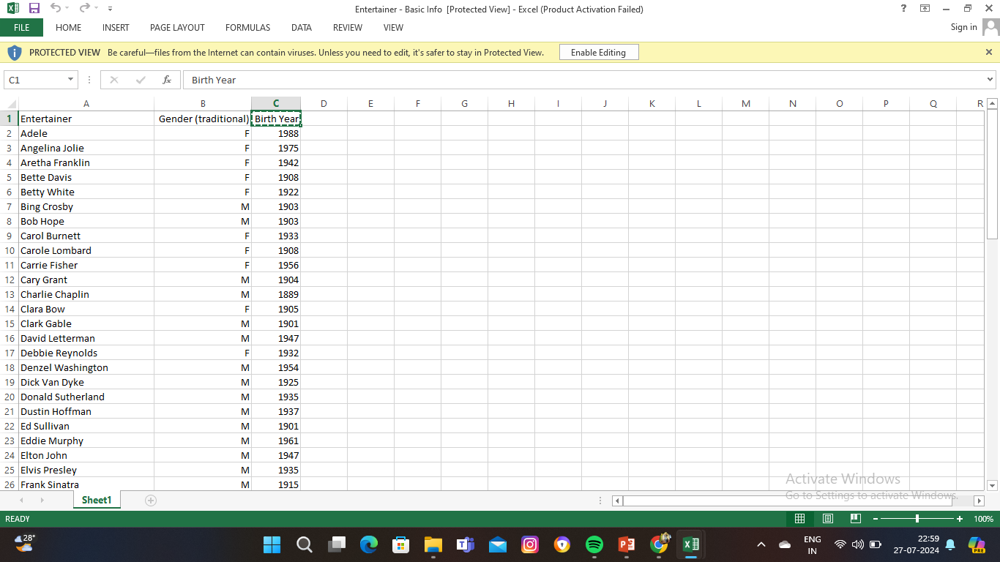 Entertainer - Basic Info [Protected View] - Excel (Product Activation Failed)
FILE HOME INSERT PAGE LAYOUT FORMULAS DATA REVIEW VIEW Sign in
PROTECTED VIEW Be careful—files from the Internet can contain viruses. Unless you need to edit, it's safer to stay in Protected View. Enable Editing
C1 fx Birth Year
A B C D E F G H I J K L M N O P Q R
1 Entertainer Gender (traditional) Birth Year
2 Adele F 1988
3 Angelina Jolie F 1975
4 Aretha Franklin F 1942
5 Bette Davis F 1908
6 Betty White F 1922
7 Bing Crosby M 1903
8 Bob Hope M 1903
9 Carol Burnett F 1933
10 Carole Lombard F 1908
11 Carrie Fisher F 1956
12 Cary Grant M 1904
13 Charlie Chaplin M 1889
14 Clara Bow F 1905
15 Clark Gable M 1901
16 David Letterman M 1947
17 Debbie Reynolds F 1932
18 Denzel Washington M 1954
19 Dick Van Dyke M 1925
20 Donald Sutherland M 1935
21 Dustin Hoffman M 1937
22 Ed Sullivan M 1901
23 Eddie Murphy M 1961
24 Elton John M 1947
25 Elvis Presley M 1935
26 Frank Sinatra M 1915
Activate Windows
Go to Settings to activate Windows.
Sheet1
READY 100%
28° ENG 22:59
IN 27-07-2024 PRE